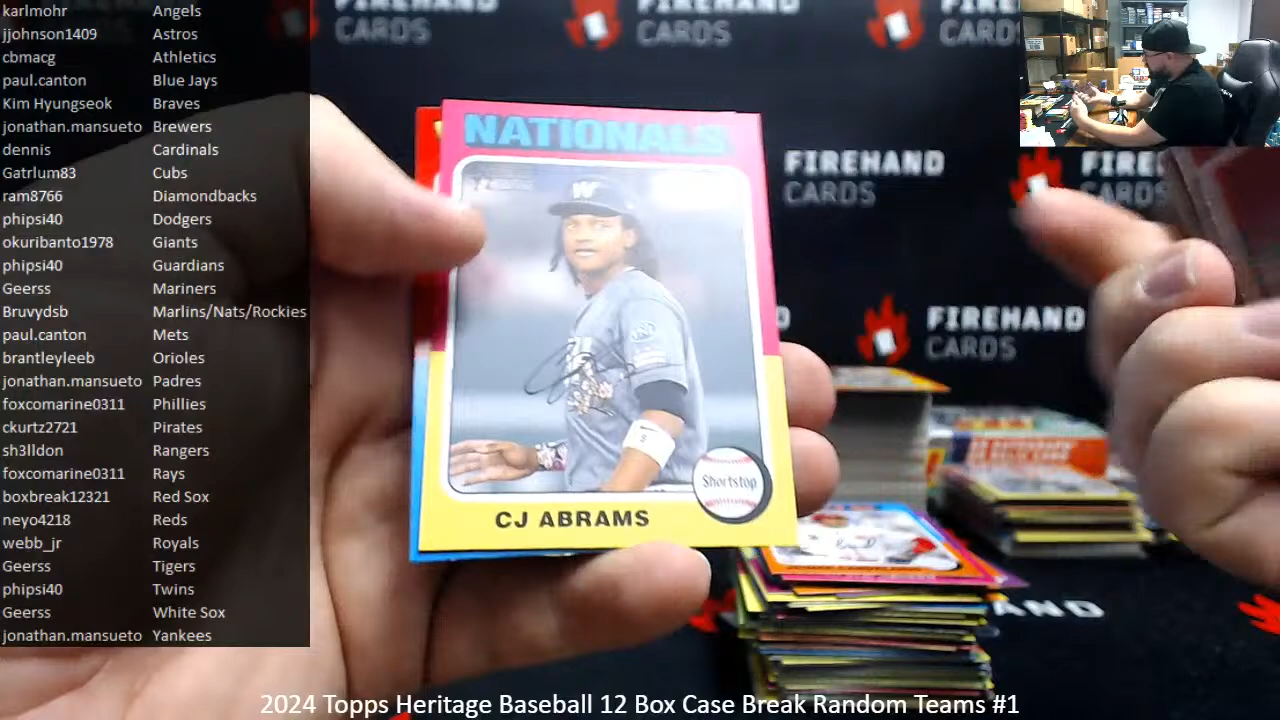 karlmohr Angels
jjohnson1409 Astros
cbmacg Athletics
paul.canton Blue Jays
Kim Hyungseok Braves
jonathan.mansueto Brewers
dennis Cardinals
Gatrlum83 Cubs
ram8766 Diamondbacks
phipsi40 Dodgers
okuribanto1978 Giants
phipsi40 Guardians
Geerss Mariners
Bruvydsb Marlins/Nats/Rockies
paul.canton Mets
brantleyleeb Orioles
jonathan.mansueto Padres
foxcomarine0311 Phillies
ckurtz2721 Pirates
sh3lldon Rangers
foxcomarine0311 Rays
boxbreak12321 Red Sox
neyo4218 Reds
webb_jr Royals
Geerss Tigers
phipsi40 Twins
Geerss White Sox
jonathan.mansueto Yankees
FIREHAND
CARDS
FIREHAND
CARDS
FIREHAND
CARDS
FIREHAND
CARDS
NATIONALS
W
Shortstop
CJ ABRAMS
2024 Topps Heritage Baseball 12 Box Case Break Random Teams #1